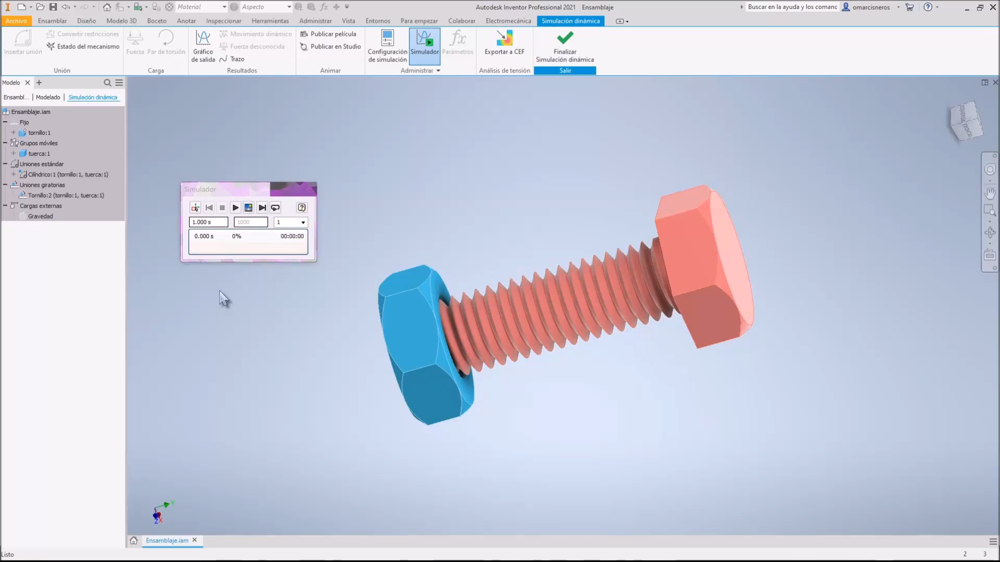 Material
Aspecto
fx
Autodesk Inventor Professional 2021 Ensamblaje
Buscar en la ayuda y los comanc
omarcisneros
Archivo
Ensamblar
Diseño
Modelo 3D
Boceto
Anotar
Inspeccionar
Herramientas
Administrar
Vista
Entornos
Para empezar
Colaborar
Electromecánica
Simulación dinámica
Insertar unión
Convertir restricciones
Estado del mecanismo
Unión
Fuerza
Par de torsión
Carga
Gráfico
de salida
Movimiento dinámico
Fuerza desconocida
Trazo
Resultados
Publicar película
Publicar en Studio
Animar
Configuración
de simulación
Simulador
fx
Parámetros
Administrar
Exportar a CEF
Análisis de tensión
Finalizar
Simulación dinámica
Salir
Modelo
Ensambl... | Modelado | Simulación dinámica
Ensamblaje.iam
Fijo
tornillo:1
Grupos móviles
tuerca:1
Uniones estándar
Cilíndrico:1 (tornillo:1, tuerca:1)
Uniones giratorias
Tornillo:2 (tornillo:1, tuerca:1)
Cargas externas
Gravedad
Simulador
1.000 s
1000
1
0.000 s
0%
00:00:00
IZQUIERDA
FRONTAL
Y
Z
X
Ensamblaje.iam
Listo
2
3